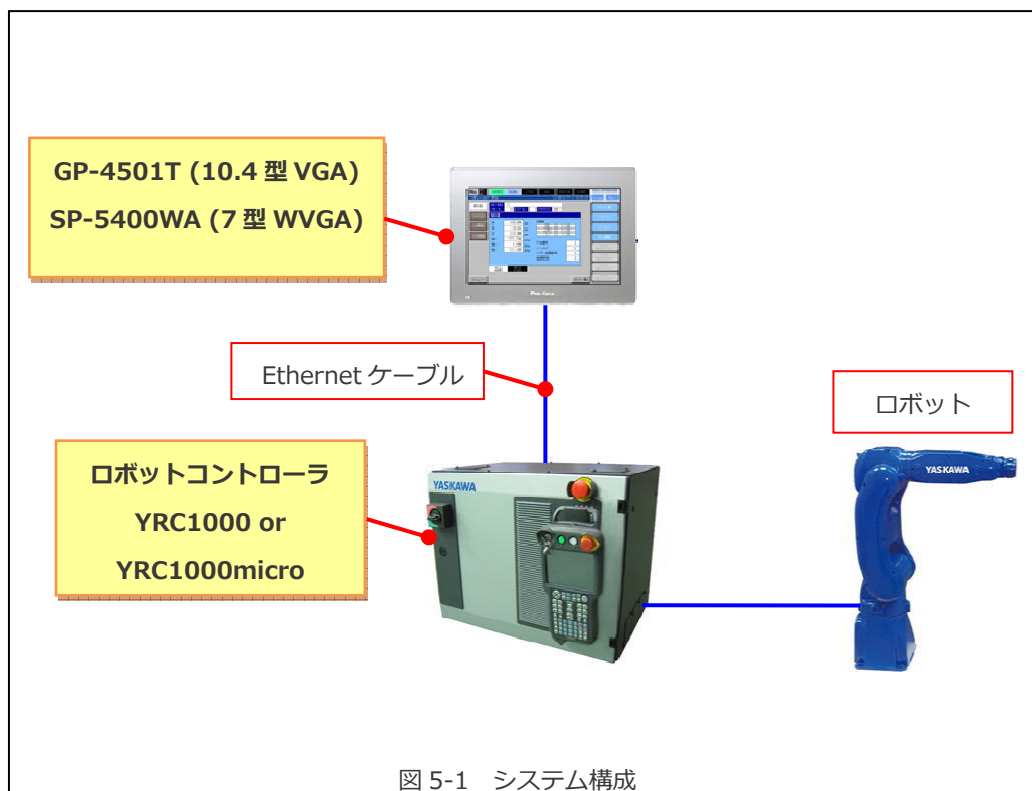 GP-4501T (10.4 型 VGA)
SP-5400WA (7 型 WVGA)
Pro-face
Ethernet ケーブル
ロボット
ロボットコントローラ
YRC1000 or
YRC1000micro
YASKAWA
YASKAWA
図 5-1　システム構成